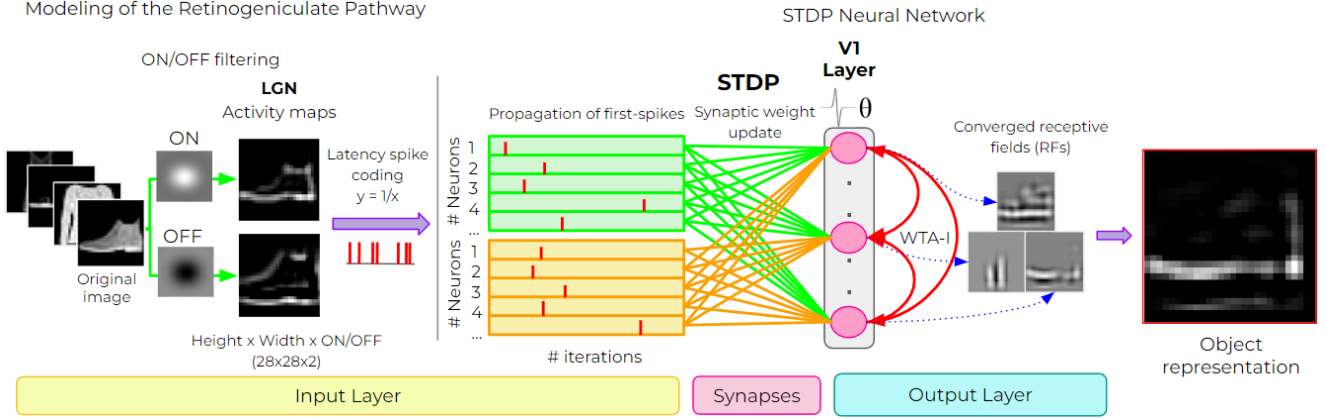 Modeling of the Retinogeniculate Pathway
STDP Neural Network
ON/OFF filtering
LGN
Activity maps
ON
OFF
Original
image
Height x Width x ON/OFF
(28x28x2)
Latency spike
coding
y = 1/x
Propagation of first-spikes
# Neurons
1
2
3
4
...
# Neurons
1
2
3
4
...
# iterations
STDP
Synaptic weight
update
V1
Layer
θ
WTA-I
Converged receptive
fields (RFs)
Object
representation
Input Layer
Synapses
Output Layer